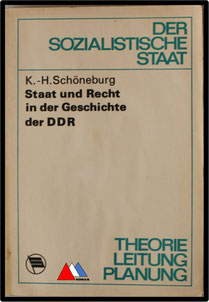 DER
SOZIALISTISCHE
STAAT
K.-H.Schöneburg
Staat und Recht
in der Geschichte
der DDR
THEORIE
LEITUNG
PLANUNG